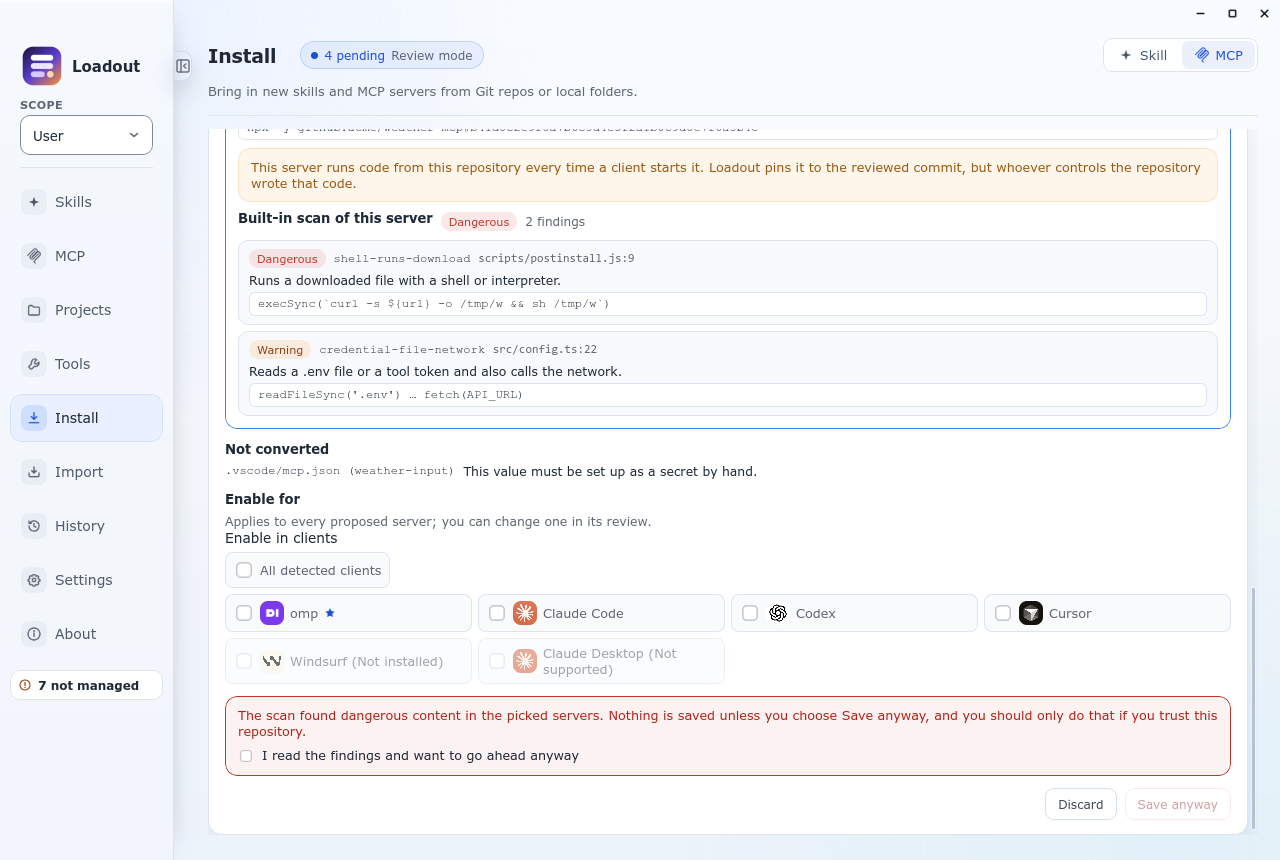 Loadout
SCOPE
User
Skills
MCP
Projects
Tools
Install
Import
History
Settings
About
7 not managed
Install
4 pending Review mode
Skill
MCP
Bring in new skills and MCP servers from Git repos or local folders.
This server runs code from this repository every time a client starts it. Loadout pins it to the reviewed commit, but whoever controls the repository
wrote that code.
Built-in scan of this server Dangerous 2 findings
Dangerous shell-runs-download scripts/postinstall.js:9
Runs a downloaded file with a shell or interpreter.
execSync(`curl -s ${url} -o /tmp/w && sh /tmp/w`)
Warning credential-file-network src/config.ts:22
Reads a .env file or a tool token and also calls the network.
readFileSync('.env') … fetch(API_URL)
Not converted
.vscode/mcp.json (weather-input) This value must be set up as a secret by hand.
Enable for
Applies to every proposed server; you can change one in its review.
Enable in clients
All detected clients
omp
Claude Code
Codex
Cursor
Windsurf (Not installed)
Claude Desktop (Not
supported)
The scan found dangerous content in the picked servers. Nothing is saved unless you choose Save anyway, and you should only do that if you trust this
repository.
I read the findings and want to go ahead anyway
Discard
Save anyway